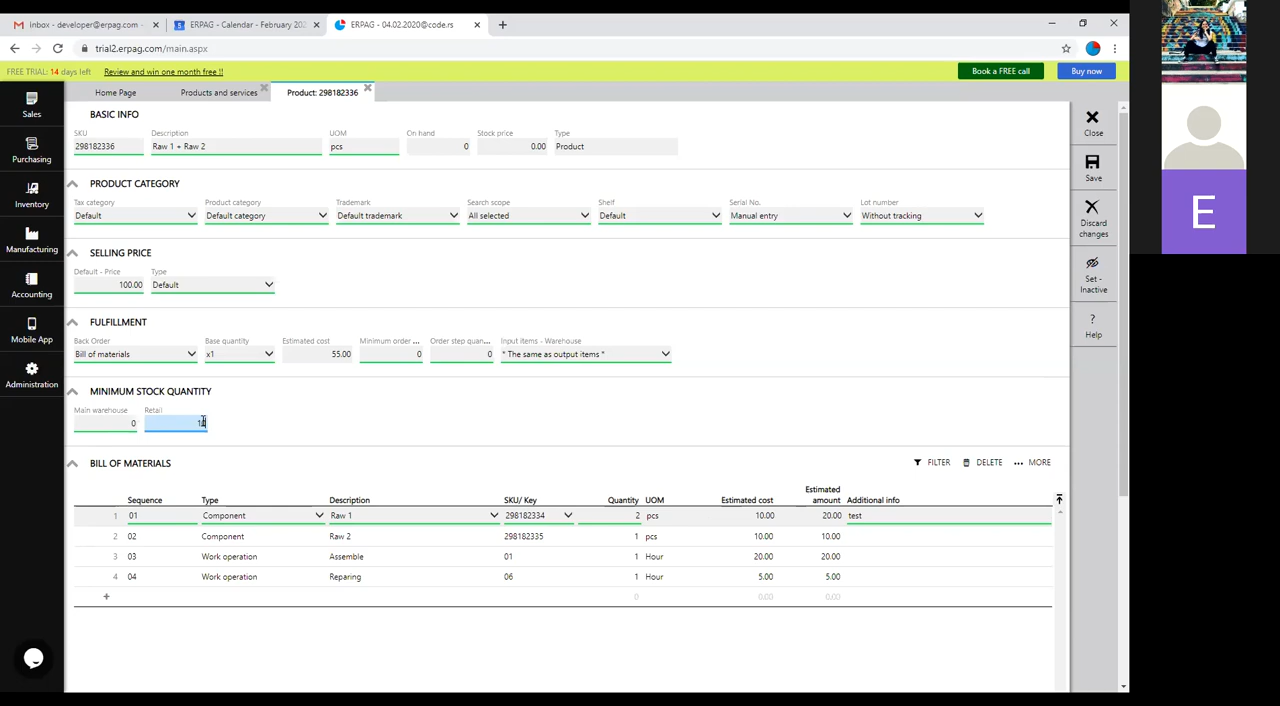 Inbox - developer@erpag.com
ERPAG - Calendar - February 202
ERPAG - 04.02.2020@code.rs
trial2.erpag.com/main.aspx
FREE TRIAL: 14 days left Review and win one month free !! Book a FREE call Buy now
Home Page Products and services Product: 298182336
Sales
Purchasing
Inventory
Manufacturing
Accounting
Mobile App
Administration
BASIC INFO
SKU Description UOM On hand Stock price Type
298182336 Raw 1 + Raw 2 pcs 0 0.00 Product
PRODUCT CATEGORY
Tax category Product category Trademark Search scope Shelf Serial No. Lot number
Default Default category Default trademark All selected Default Manual entry Without tracking
SELLING PRICE
Default - Price Type
100.00 Default
FULFILLMENT
Back Order Base quantity Estimated cost Minimum order ... Order step quan... Input items - Warehouse
Bill of materials x1 55.00 0 0 * The same as output items *
MINIMUM STOCK QUANTITY
Main warehouse Retail
0
BILL OF MATERIALS FILTER DELETE ... MORE
Sequence Type Description SKU/ Key Quantity UOM Estimated cost Estimated amount Additional info
1 01 Component Raw 1 298182334 2 pcs 10.00 20.00 test
2 02 Component Raw 2 298182335 1 pcs 10.00 10.00
3 03 Work operation Assemble 01 1 Hour 20.00 20.00
4 04 Work operation Reparing 06 1 Hour 5.00 5.00
+ 0 0.00 0.00
Close
Save
Discard
changes
Set -
Inactive
?
Help
E